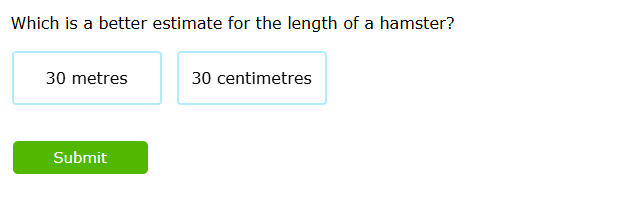 Which is a better estimate for the length of a hamster?
30 metres
30 centimetres
Submit